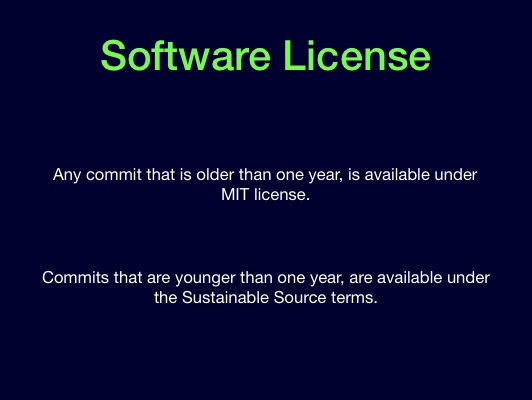 Software License
Any commit that is older than one year, is available under
MIT license.
Commits that are younger than one year, are available under
the Sustainable Source terms.